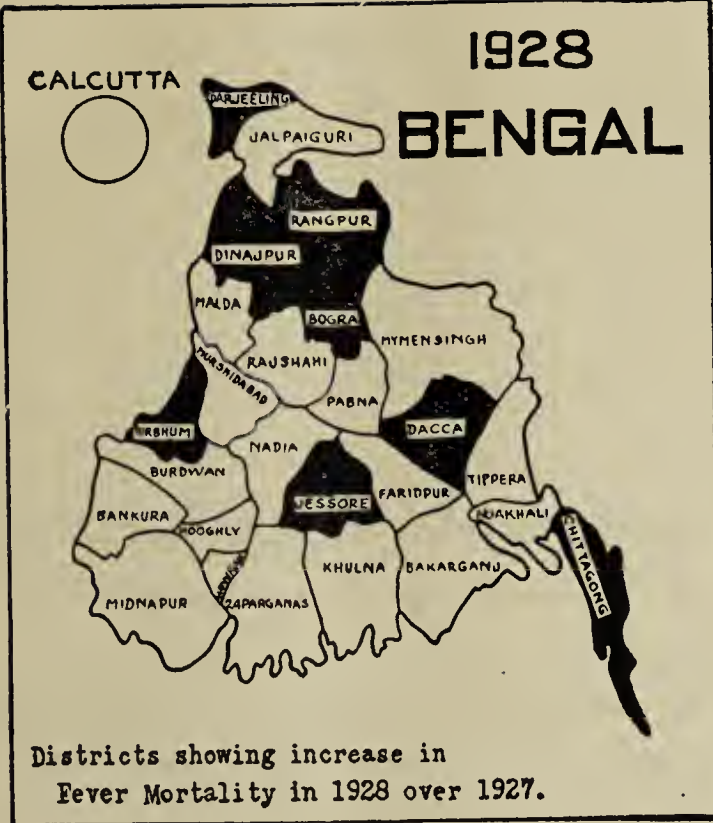 1928
BENGAL
CALCUTTA
DARJEELING
JALPAIGURI
RANGPUR
DINAJPUR
MALDA
BOGRA
MYMENSINGH
RAJSHAHI
MURSHIDABAD
PABNA
DACCA
RBHUM
NADIA
BURDWAN
TIPPERA
JESSORE
FARIDPUR
BANKURA
HOOGHLY
NOAKHALI
CHITTAGONG
KHULNA
BAKARGANJ
MIDNAPUR
24PARGANAS
Districts showing increase in
Fever Mortality in 1928 over 1927.